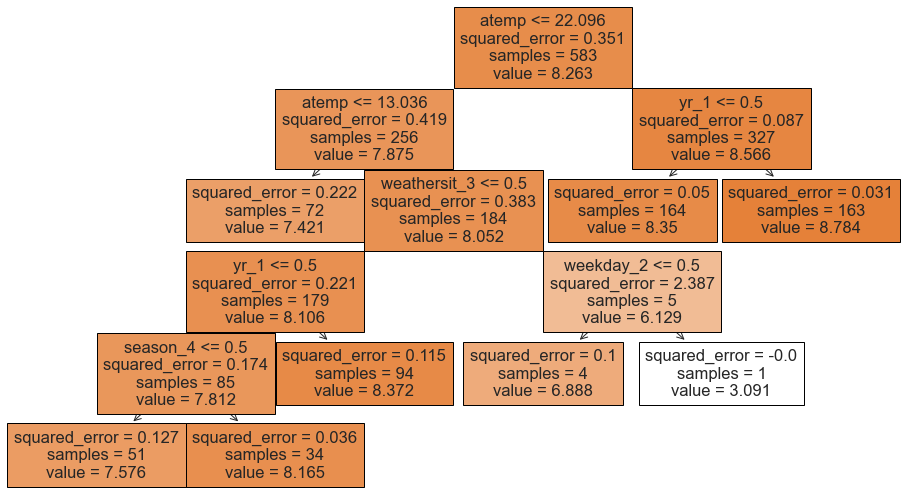 atemp <= 22.096
squared_error = 0.351
samples = 583
value = 8.263
atemp <= 13.036
squared_error = 0.419
samples = 256
value = 7.875
yr_1 <= 0.5
squared_error = 0.087
samples = 327
value = 8.566
squared_error = 0.222
samples = 72
value = 7.421
weathersit_3 <= 0.5
squared_error = 0.383
samples = 184
value = 8.052
squared_error = 0.05
samples = 164
value = 8.35
squared_error = 0.031
samples = 163
value = 8.784
yr_1 <= 0.5
squared_error = 0.221
samples = 179
value = 8.106
weekday_2 <= 0.5
squared_error = 2.387
samples = 5
value = 6.129
season_4 <= 0.5
squared_error = 0.174
samples = 85
value = 7.812
squared_error = 0.115
samples = 94
value = 8.372
squared_error = 0.1
samples = 4
value = 6.888
squared_error = -0.0
samples = 1
value = 3.091
squared_error = 0.127
samples = 51
value = 7.576
squared_error = 0.036
samples = 34
value = 8.165